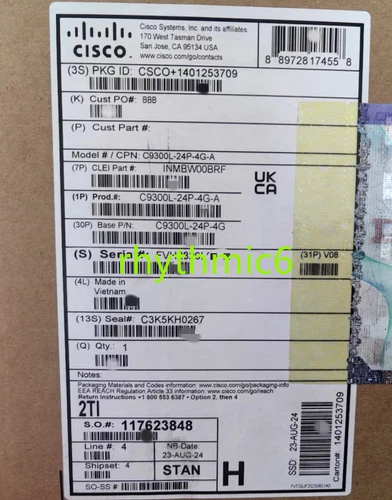 CISCO
Cisco Systems, Inc. and its affiliates
170 West Tasman Drive
San Jose, CA 95134 USA
www.cisco.com/go/contacts
8 89728 17455 8
(3S) PKG ID: CSCO+1401253709
(K) Cust PO#: BBB
(P) Cust Part #:
Model # / CPN: C9300L-24P-4G-A
(7P) CLEI Part#: INMBW00BRF
UK
CA
(1P) Prod.#: C9300L-24P-4G-A
(30P) Base P/N: C9300L-24P-4G
(S) Serial#:
(31P) V08
rhythmic6
(4L) Made in
Vietnam
(13S) Seal#: C3K5KH0267
(Q) Qty.: 1
Notes:
Packaging Materials and Components www.cisco.com/go/packaging
EEA REACH Regulation Article 33 information www.cisco.com/go/reach
Return Instructions +1 800 553 6387 • Option 2, then 4
2TI
S.O.#: 117623848
Line #: 4
NB-Date:
23-AUG-24
Shipset: 4
STAN
H
SO-SS #
SSD: 23-AUG-24
Carton#: 1401253709